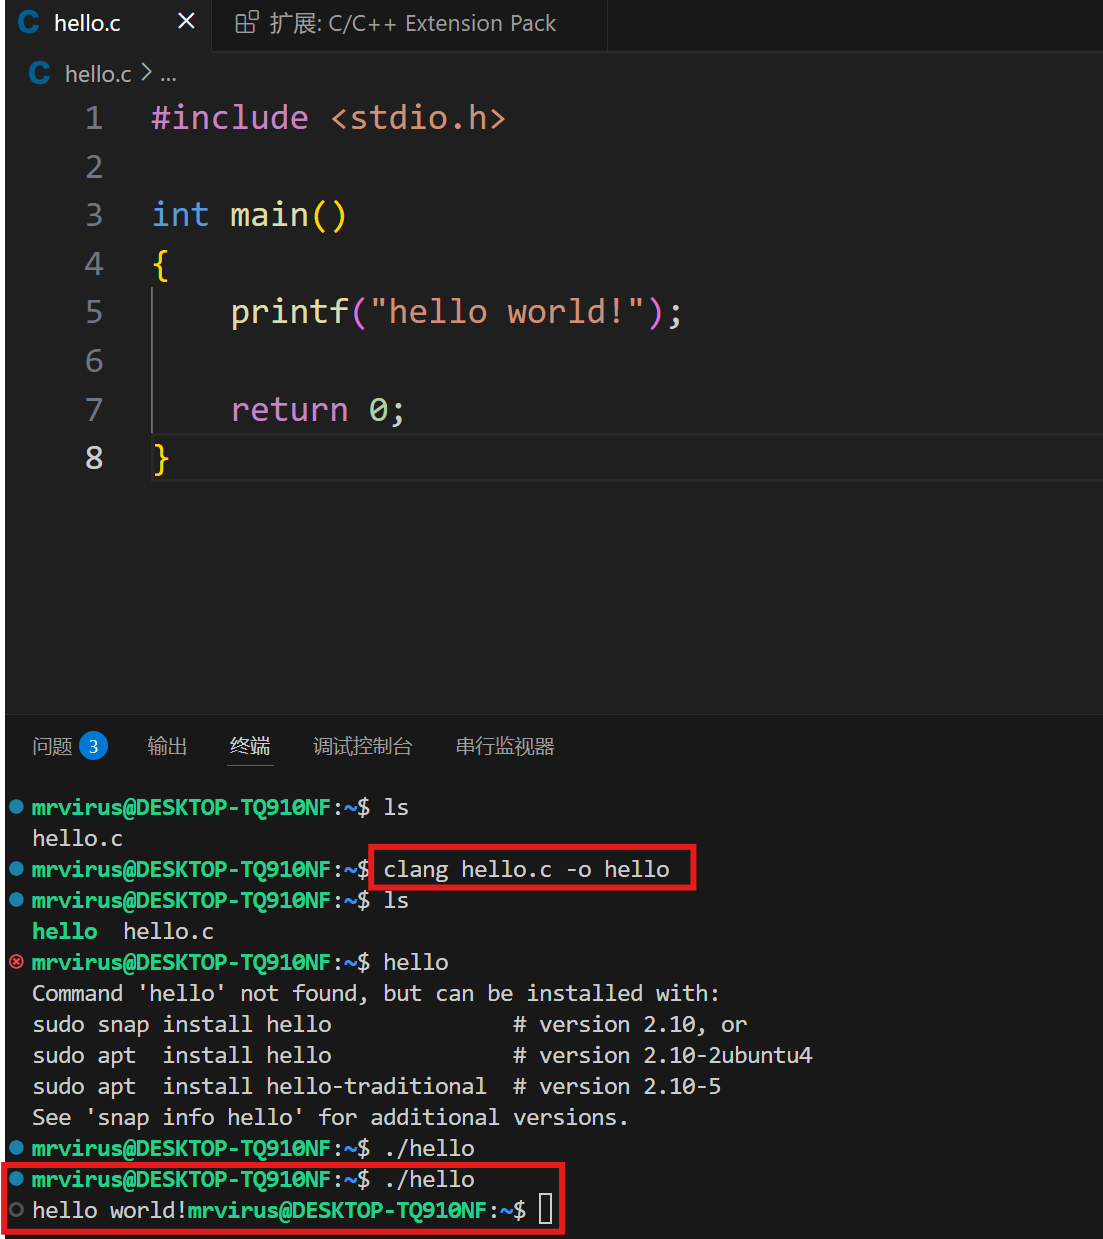 hello.c × 扩展: C/C++ Extension Pack
C hello.c > ...
1 #include <stdio.h>
2
3 int main()
4 {
5     printf("hello world!");
6
7     return 0;
8 }
问题 3 输出 终端 调试控制台 串行监视器
mrvirus@DESKTOP-TQ910NF:~$ ls
hello.c
mrvirus@DESKTOP-TQ910NF:~$ clang hello.c -o hello
mrvirus@DESKTOP-TQ910NF:~$ ls
hello  hello.c
mrvirus@DESKTOP-TQ910NF:~$ hello
Command 'hello' not found, but can be installed with:
sudo snap install hello              # version 2.10, or
sudo apt  install hello              # version 2.10-2ubuntu4
sudo apt  install hello-traditional  # version 2.10-5
See 'snap info hello' for additional versions.
mrvirus@DESKTOP-TQ910NF:~$ ./hello
mrvirus@DESKTOP-TQ910NF:~$ ./hello
hello world!mrvirus@DESKTOP-TQ910NF:~$